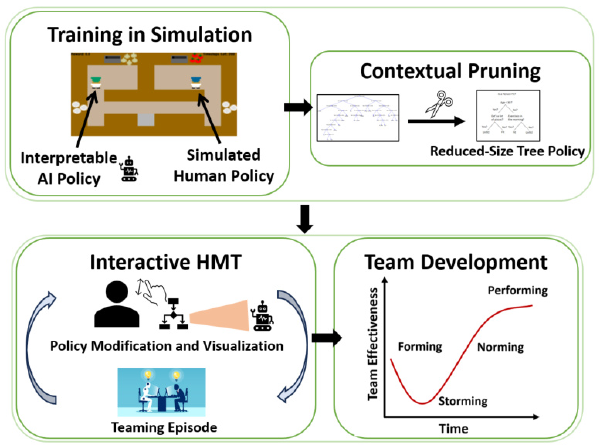 Training in Simulation
Interpretable
AI Policy
Simulated
Human Policy
Contextual Pruning
Reduced-Size Tree Policy
Interactive HMT
Policy Modification and Visualization
Teaming Episode
Team Development
Team Effectiveness
Performing
Forming
Norming
Storming
Time